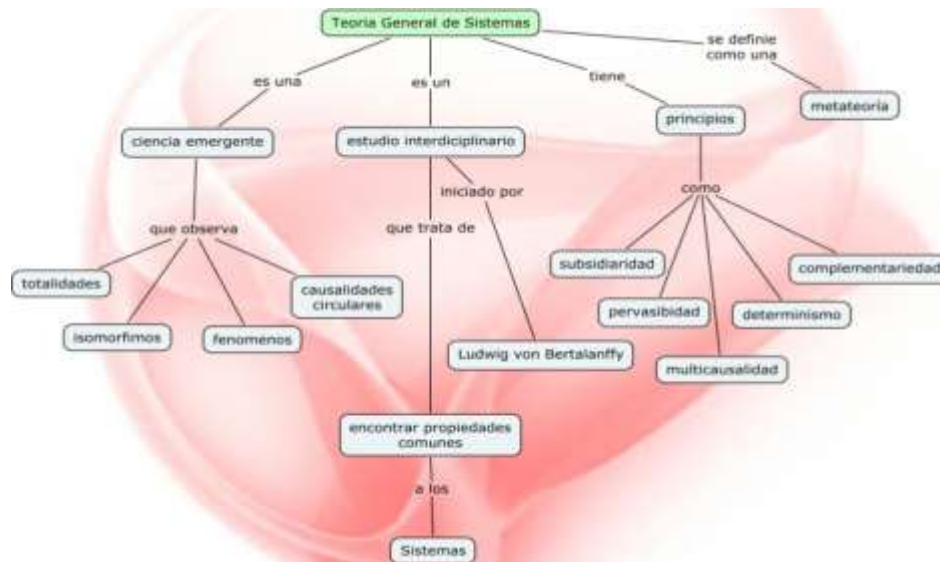 Teoria General de Sistemas
es una
es un
tiene
se definie
como una
ciencia emergente
estudio interdiciplinario
principios
metateoría
que observa
iniciado por
que trata de
como
totalidades
isomorfimos
fenomenos
causalidades
circulares
subsidiaridad
pervasibidad
multicausalidad
determinismo
complementariedad
Ludwig von Bertalanffy
encontrar propiedades
comunes
a los
Sistemas